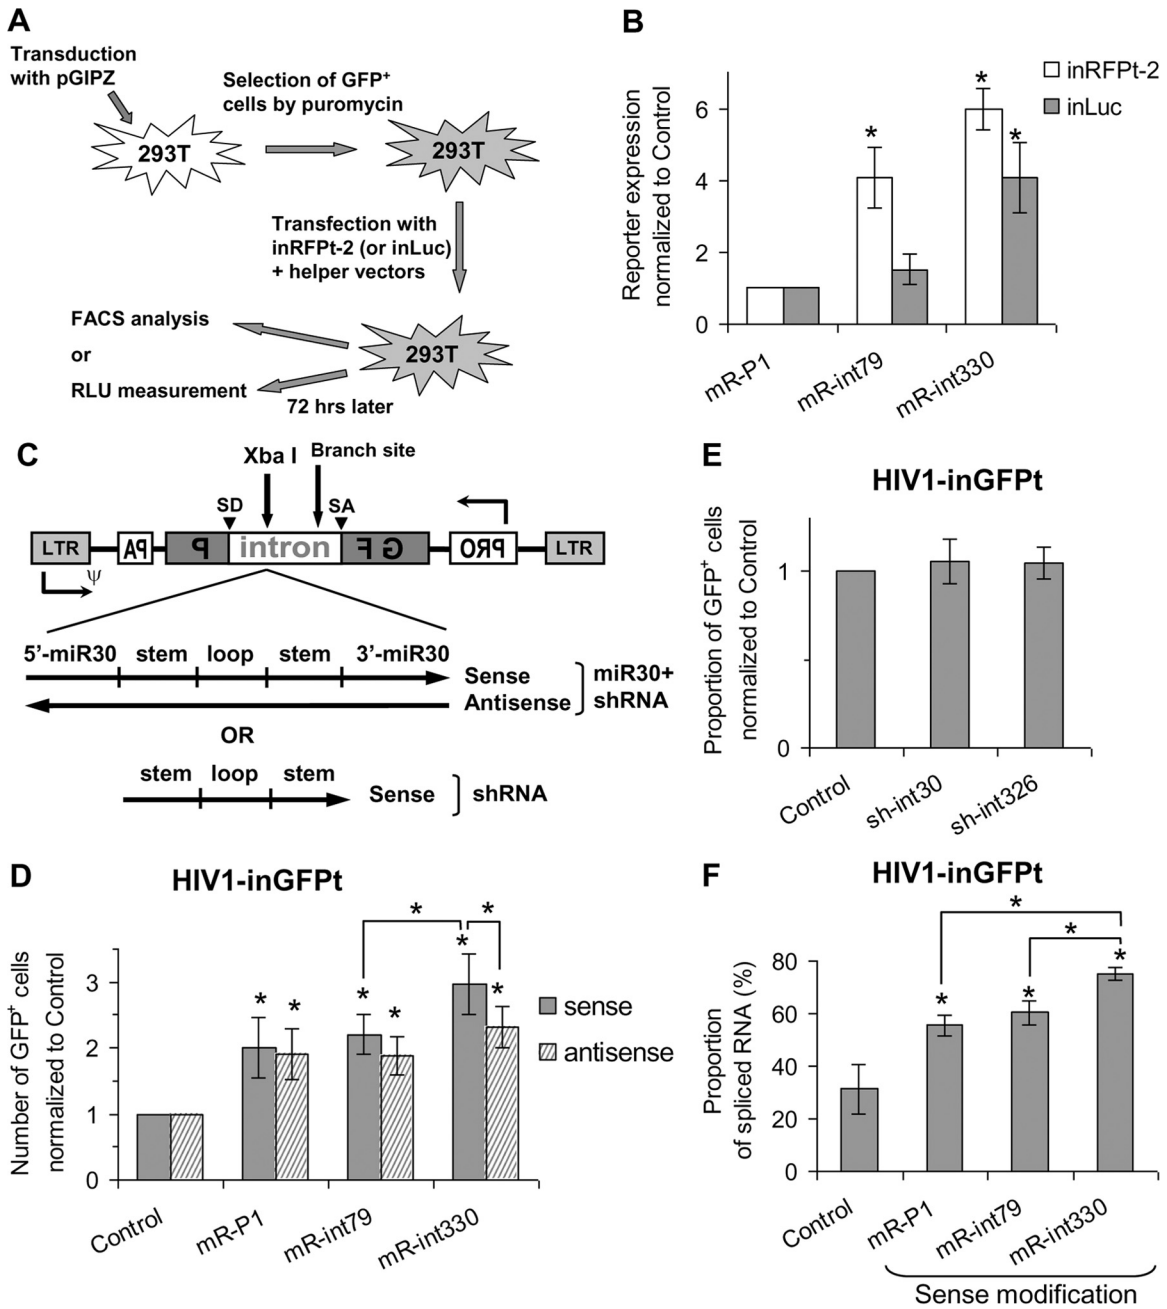 A
Transduction
with pGIPZ
Selection of GFP+
cells by puromycin
293T
293T
Transfection with
inRFPt-2 (or inLuc)
+ helper vectors
FACS analysis
or
RLU measurement
293T
72 hrs later
B
Reporter expression
normalized to Control
6
4
2
0
*
*
*
inRFPt-2
inLuc
mR-P1
mR-int79
mR-int330
C
Xba I
Branch site
SD
SA
LTR
PA
P
intron
GF
PRO
LTR
ψ
5'-miR30
stem
loop
stem
3'-miR30
Sense
Antisense
miR30+
shRNA
OR
stem
loop
stem
Sense
shRNA
D
HIV1-inGFPt
Number of GFP+ cells
normalized to Control
3
2
1
0
*
*
*
*
*
*
*
*
sense
antisense
Control
mR-P1
mR-int79
mR-int330
E
HIV1-inGFPt
Proportion of GFP+ cells
normalized to Control
1
0
Control
sh-int30
sh-int326
F
HIV1-inGFPt
Proportion
of spliced RNA (%)
80
60
40
20
0
*
*
*
*
*
Control
mR-P1
mR-int79
mR-int330
Sense modification